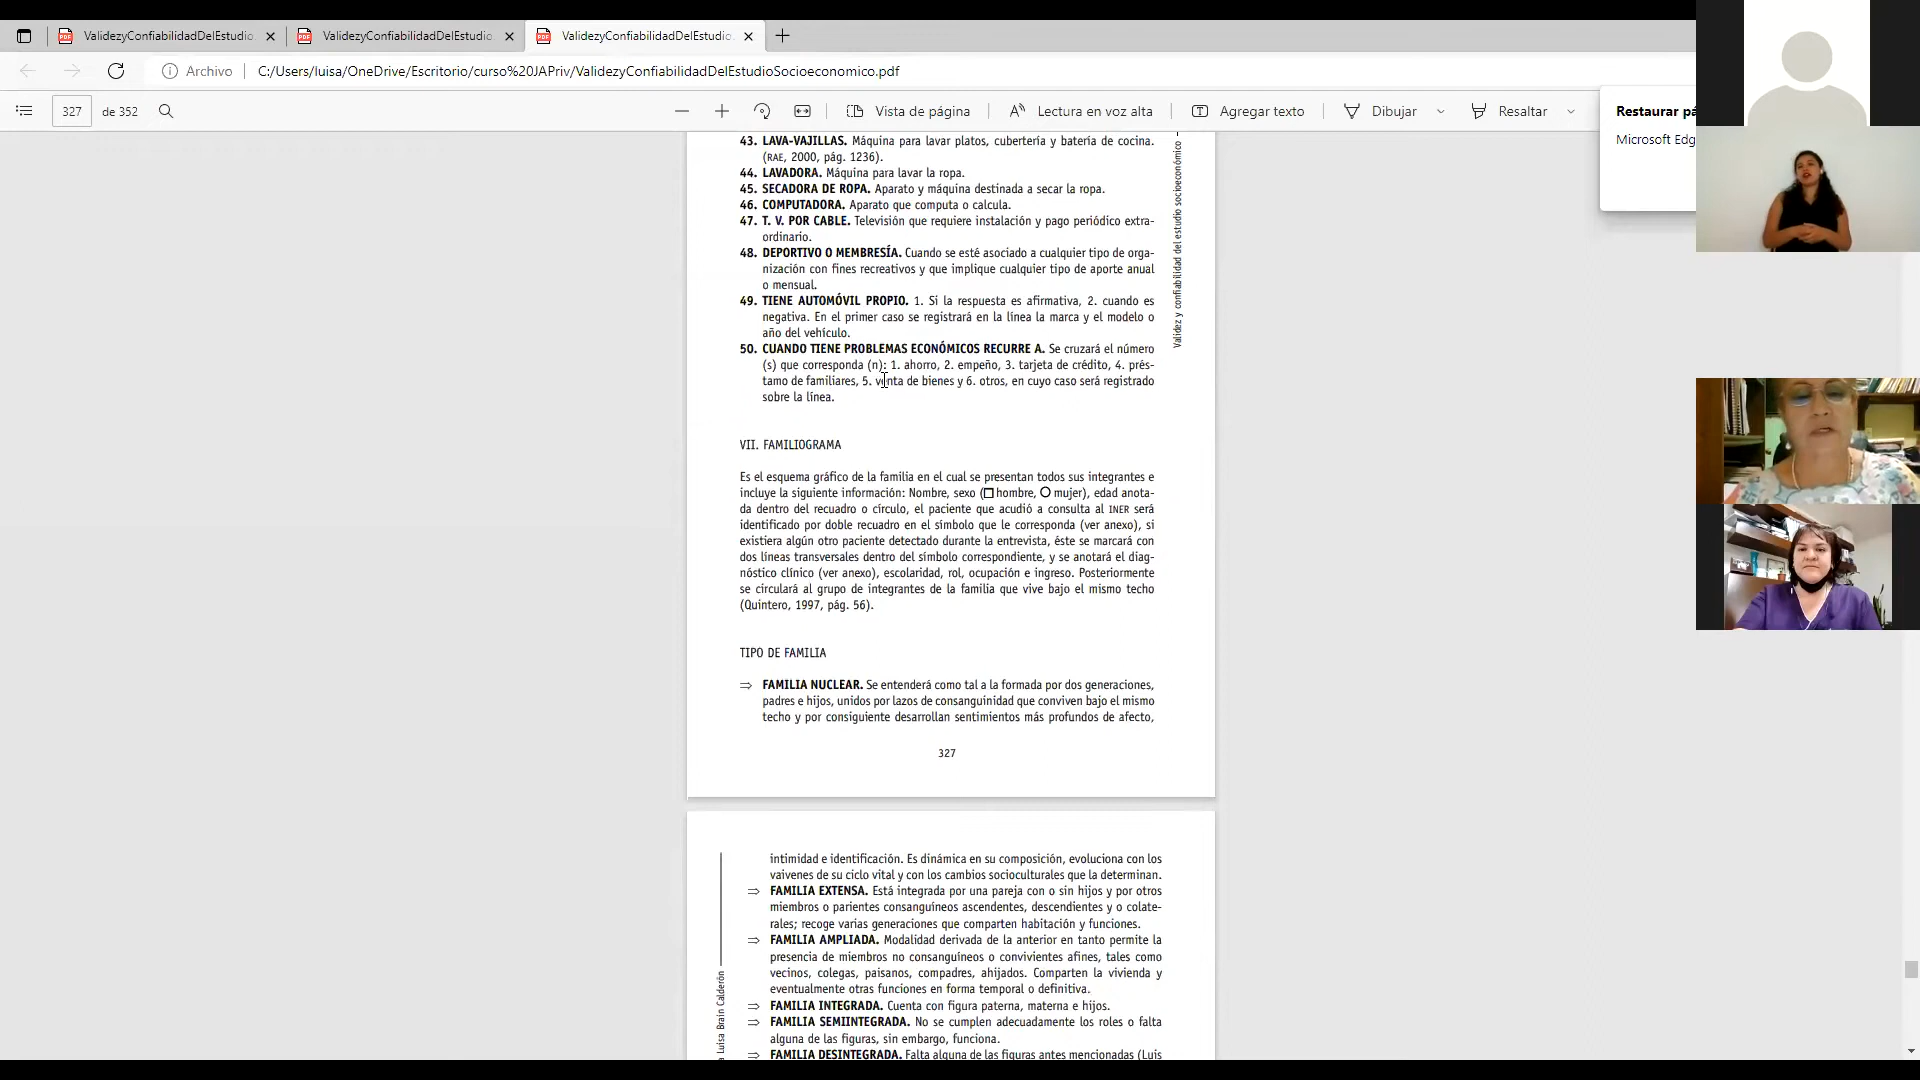 ValidezyConfiabilidadDelEstudio
ValidezyConfiabilidadDelEstudio
ValidezyConfiabilidadDelEstudio
Archivo
C:/Users/luisa/OneDrive/Escritorio/curso%20JAPriv/ValidezyConfiabilidadDelEstudioSocioeconomico.pdf
327 de 352
Vista de página
Lectura en voz alta
Agregar texto
Dibujar
Resaltar
Restaurar pá
Microsoft Edg
43. LAVA-VAJILLAS. Máquina para lavar platos, cubertería y batería de cocina.
(RAE, 2000, pág. 1236).
44. LAVADORA. Máquina para lavar la ropa.
45. SECADORA DE ROPA. Aparato y máquina destinada a secar la ropa.
46. COMPUTADORA. Aparato que computa o calcula.
47. T. V. POR CABLE. Televisión que requiere instalación y pago periódico extra-
ordinario.
48. DEPORTIVO O MEMBRESÍA. Cuando se esté asociado a cualquier tipo de orga-
nización con fines recreativos y que implique cualquier tipo de aporte anual
o mensual.
49. TIENE AUTOMÓVIL PROPIO. 1. Si la respuesta es afirmativa, 2. cuando es
negativa. En el primer caso se registrará en la línea la marca y el modelo o
año del vehículo.
50. CUANDO TIENE PROBLEMAS ECONÓMICOS RECURRE A. Se cruzará el número
(s) que corresponda (n): 1. ahorro, 2. empeño, 3. tarjeta de crédito, 4. prés-
tamo de familiares, 5. venta de bienes y 6. otros, en cuyo caso será registrado
sobre la línea.
Validez y confiabilidad del estudio socioeconómico
VII. FAMILIOGRAMA
Es el esquema gráfico de la familia en el cual se presentan todos sus integrantes e
incluye la siguiente información: Nombre, sexo (□ hombre, ○ mujer), edad anota-
da dentro del recuadro o círculo, el paciente que acudió a consulta al INER será
identificado por doble recuadro en el símbolo que le corresponda (ver anexo), si
existiera algún otro paciente detectado durante la entrevista, éste se marcará con
dos líneas transversales dentro del símbolo correspondiente, y se anotará el diag-
nóstico clínico (ver anexo), escolaridad, rol, ocupación e ingreso. Posteriormente
se circulará al grupo de integrantes de la familia que vive bajo el mismo techo
(Quintero, 1997, pág. 56).
TIPO DE FAMILIA
⇒ FAMILIA NUCLEAR. Se entenderá como tal a la formada por dos generaciones,
padres e hijos, unidos por lazos de consanguinidad que conviven bajo el mismo
techo y por consiguiente desarrollan sentimientos más profundos de afecto,
327
intimidad e identificación. Es dinámica en su composición, evoluciona con los
vaivenes de su ciclo vital y con los cambios socioculturales que la determinan.
⇒ FAMILIA EXTENSA. Está integrada por una pareja con o sin hijos y por otros
miembros o parientes consanguíneos ascendentes, descendientes y o colate-
rales; recoge varias generaciones que comparten habitación y funciones.
⇒ FAMILIA AMPLIADA. Modalidad derivada de la anterior en tanto permite la
presencia de miembros no consanguíneos o convivientes afines, tales como
vecinos, colegas, paisanos, compadres, ahijados. Comparten la vivienda y
eventualmente otras funciones en forma temporal o definitiva.
⇒ FAMILIA INTEGRADA. Cuenta con figura paterna, materna e hijos.
⇒ FAMILIA SEMIINTEGRADA. No se cumplen adecuadamente los roles o falta
alguna de las figuras, sin embargo, funciona.
⇒ FAMILIA DESINTEGRADA. Falta alguna de las figuras antes mencionadas (Luis
a Luisa Brain Calderón